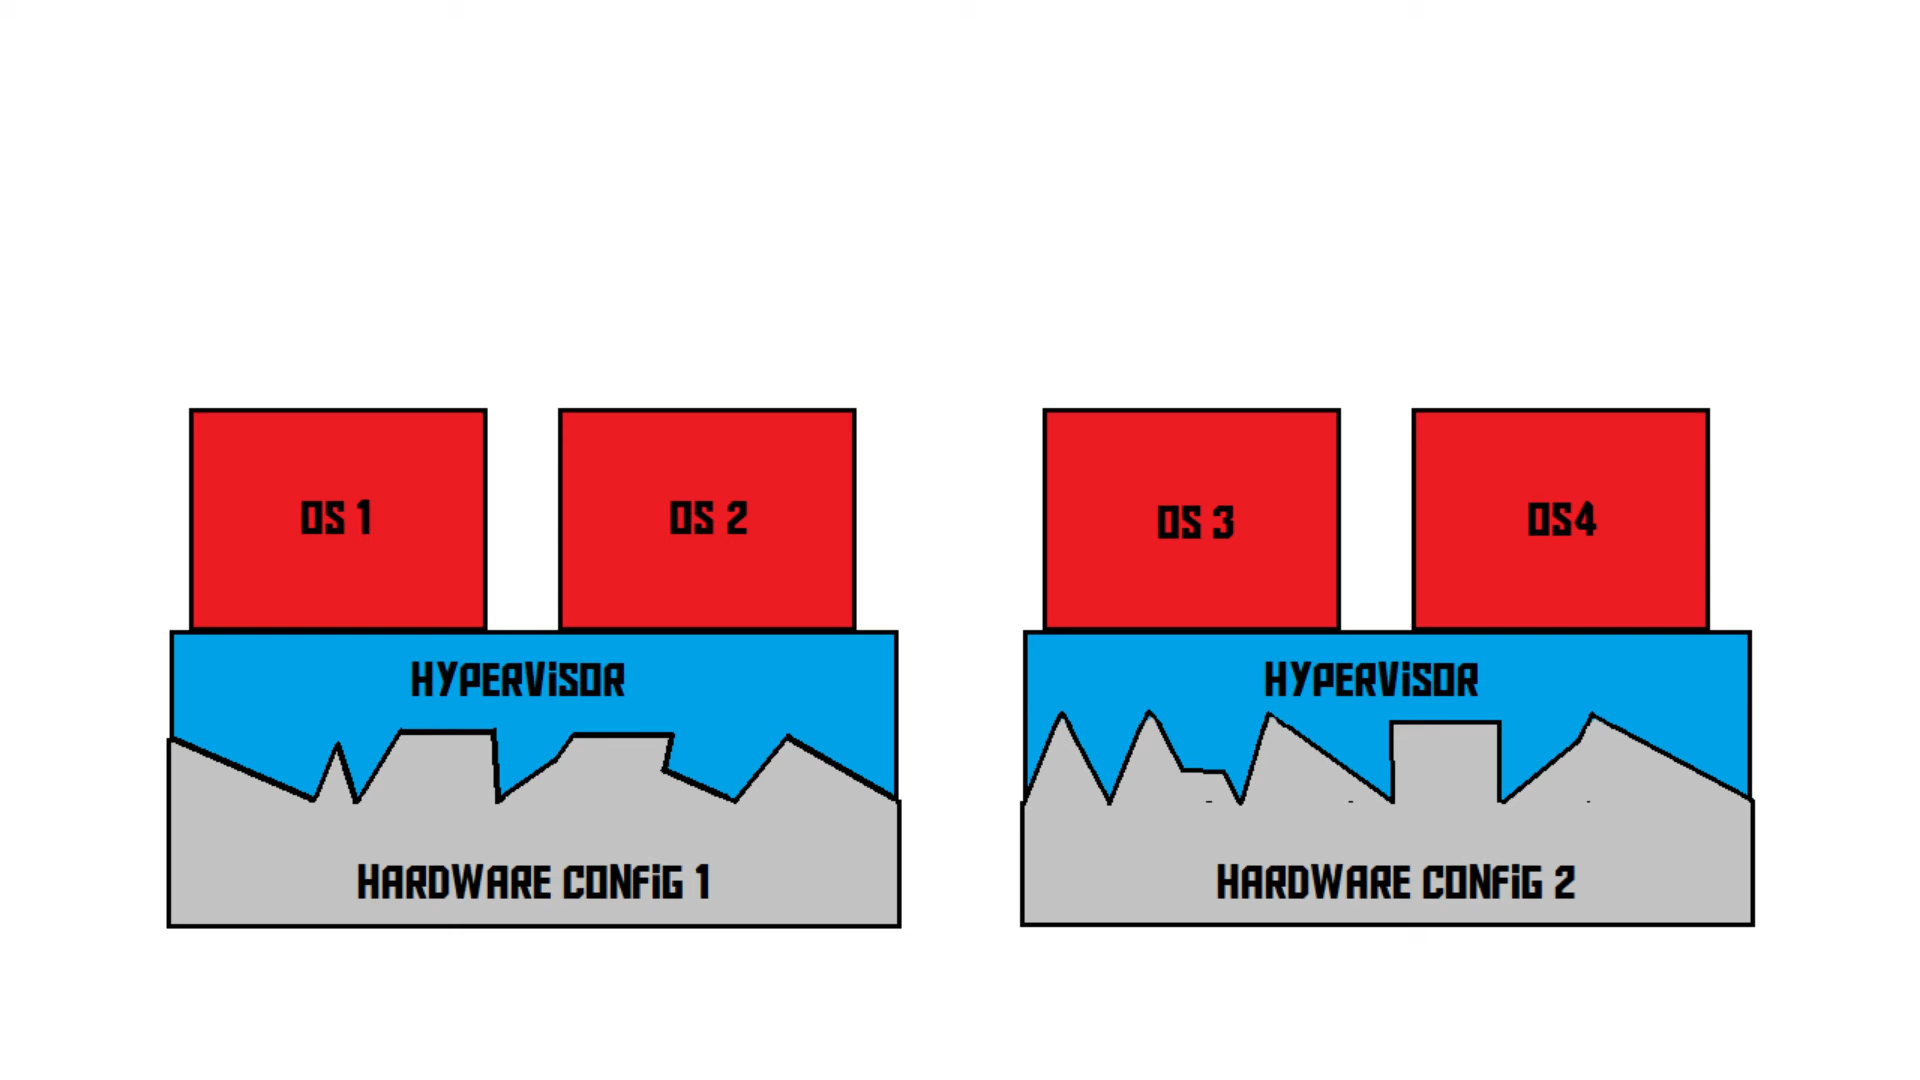 OS 1
OS 2
OS 3
OS4
HYPERViSOR
HYPERViSOR
HARDWARE CONFiG 1
HARDWARE CONFiG 2